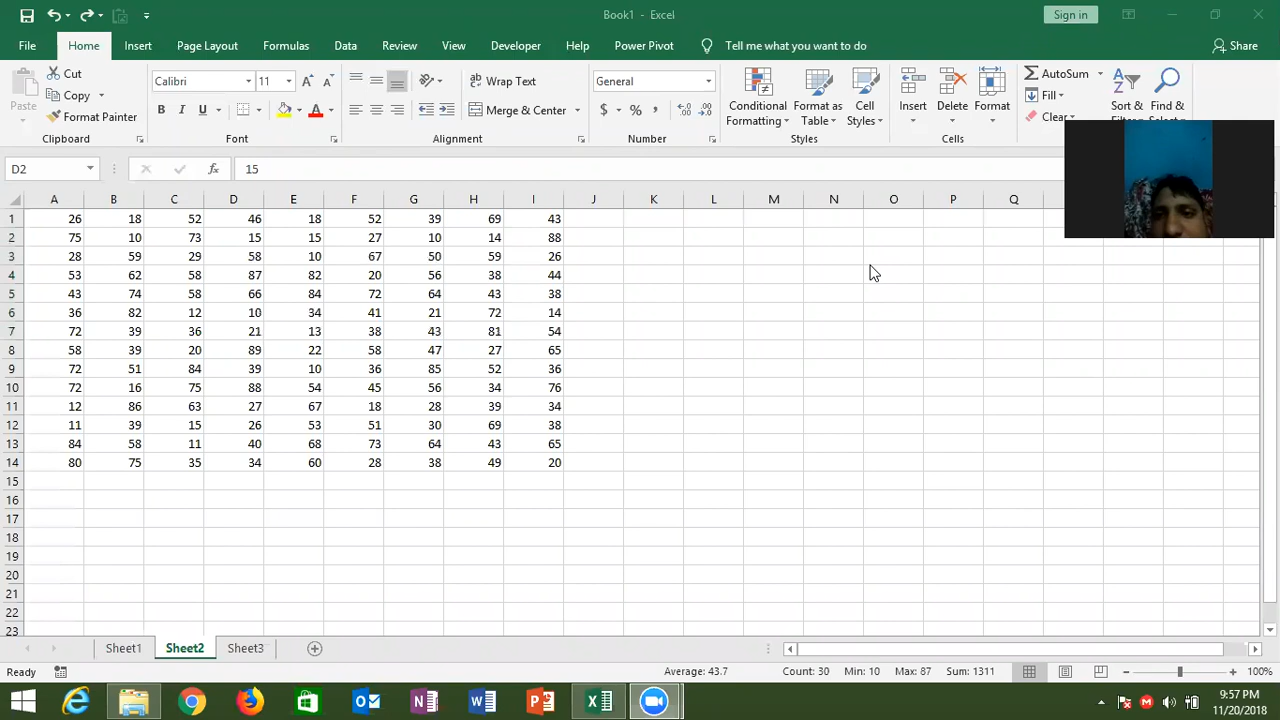 Book1 - Excel
Sign in
File Home Insert Page Layout Formulas Data Review View Developer Help Power Pivot Tell me what you want to do Share
Paste Cut Copy Format Painter Clipboard
Calibri 11 B I U A Font
Wrap Text Merge & Center Alignment
General $ % , Number
Conditional Formatting Format as Table Cell Styles Styles
Insert Delete Format Cells
AutoSum Fill Clear Sort & Filter Find & Select
D2 fx 15
A B C D E F G H I J K L M N O P Q
1 26 18 52 46 18 52 39 69 43
2 75 10 73 15 15 27 10 14 88
3 28 59 29 58 10 67 50 59 26
4 53 62 58 87 82 20 56 38 44
5 43 74 58 66 84 72 64 43 38
6 36 82 12 10 34 41 21 72 14
7 72 39 36 21 13 38 43 81 54
8 58 39 20 89 22 58 47 27 65
9 72 51 84 39 10 36 85 52 36
10 72 16 75 88 54 45 56 34 76
11 12 86 63 27 67 18 28 39 34
12 11 39 15 26 53 51 30 69 38
13 84 58 11 40 68 73 64 43 65
14 80 75 35 34 60 28 38 49 20
15
16
17
18
19
20
21
22
23
Sheet1 Sheet2 Sheet3
Ready Average: 43.7 Count: 30 Min: 10 Max: 87 Sum: 1311 100%
9:57 PM
11/20/2018